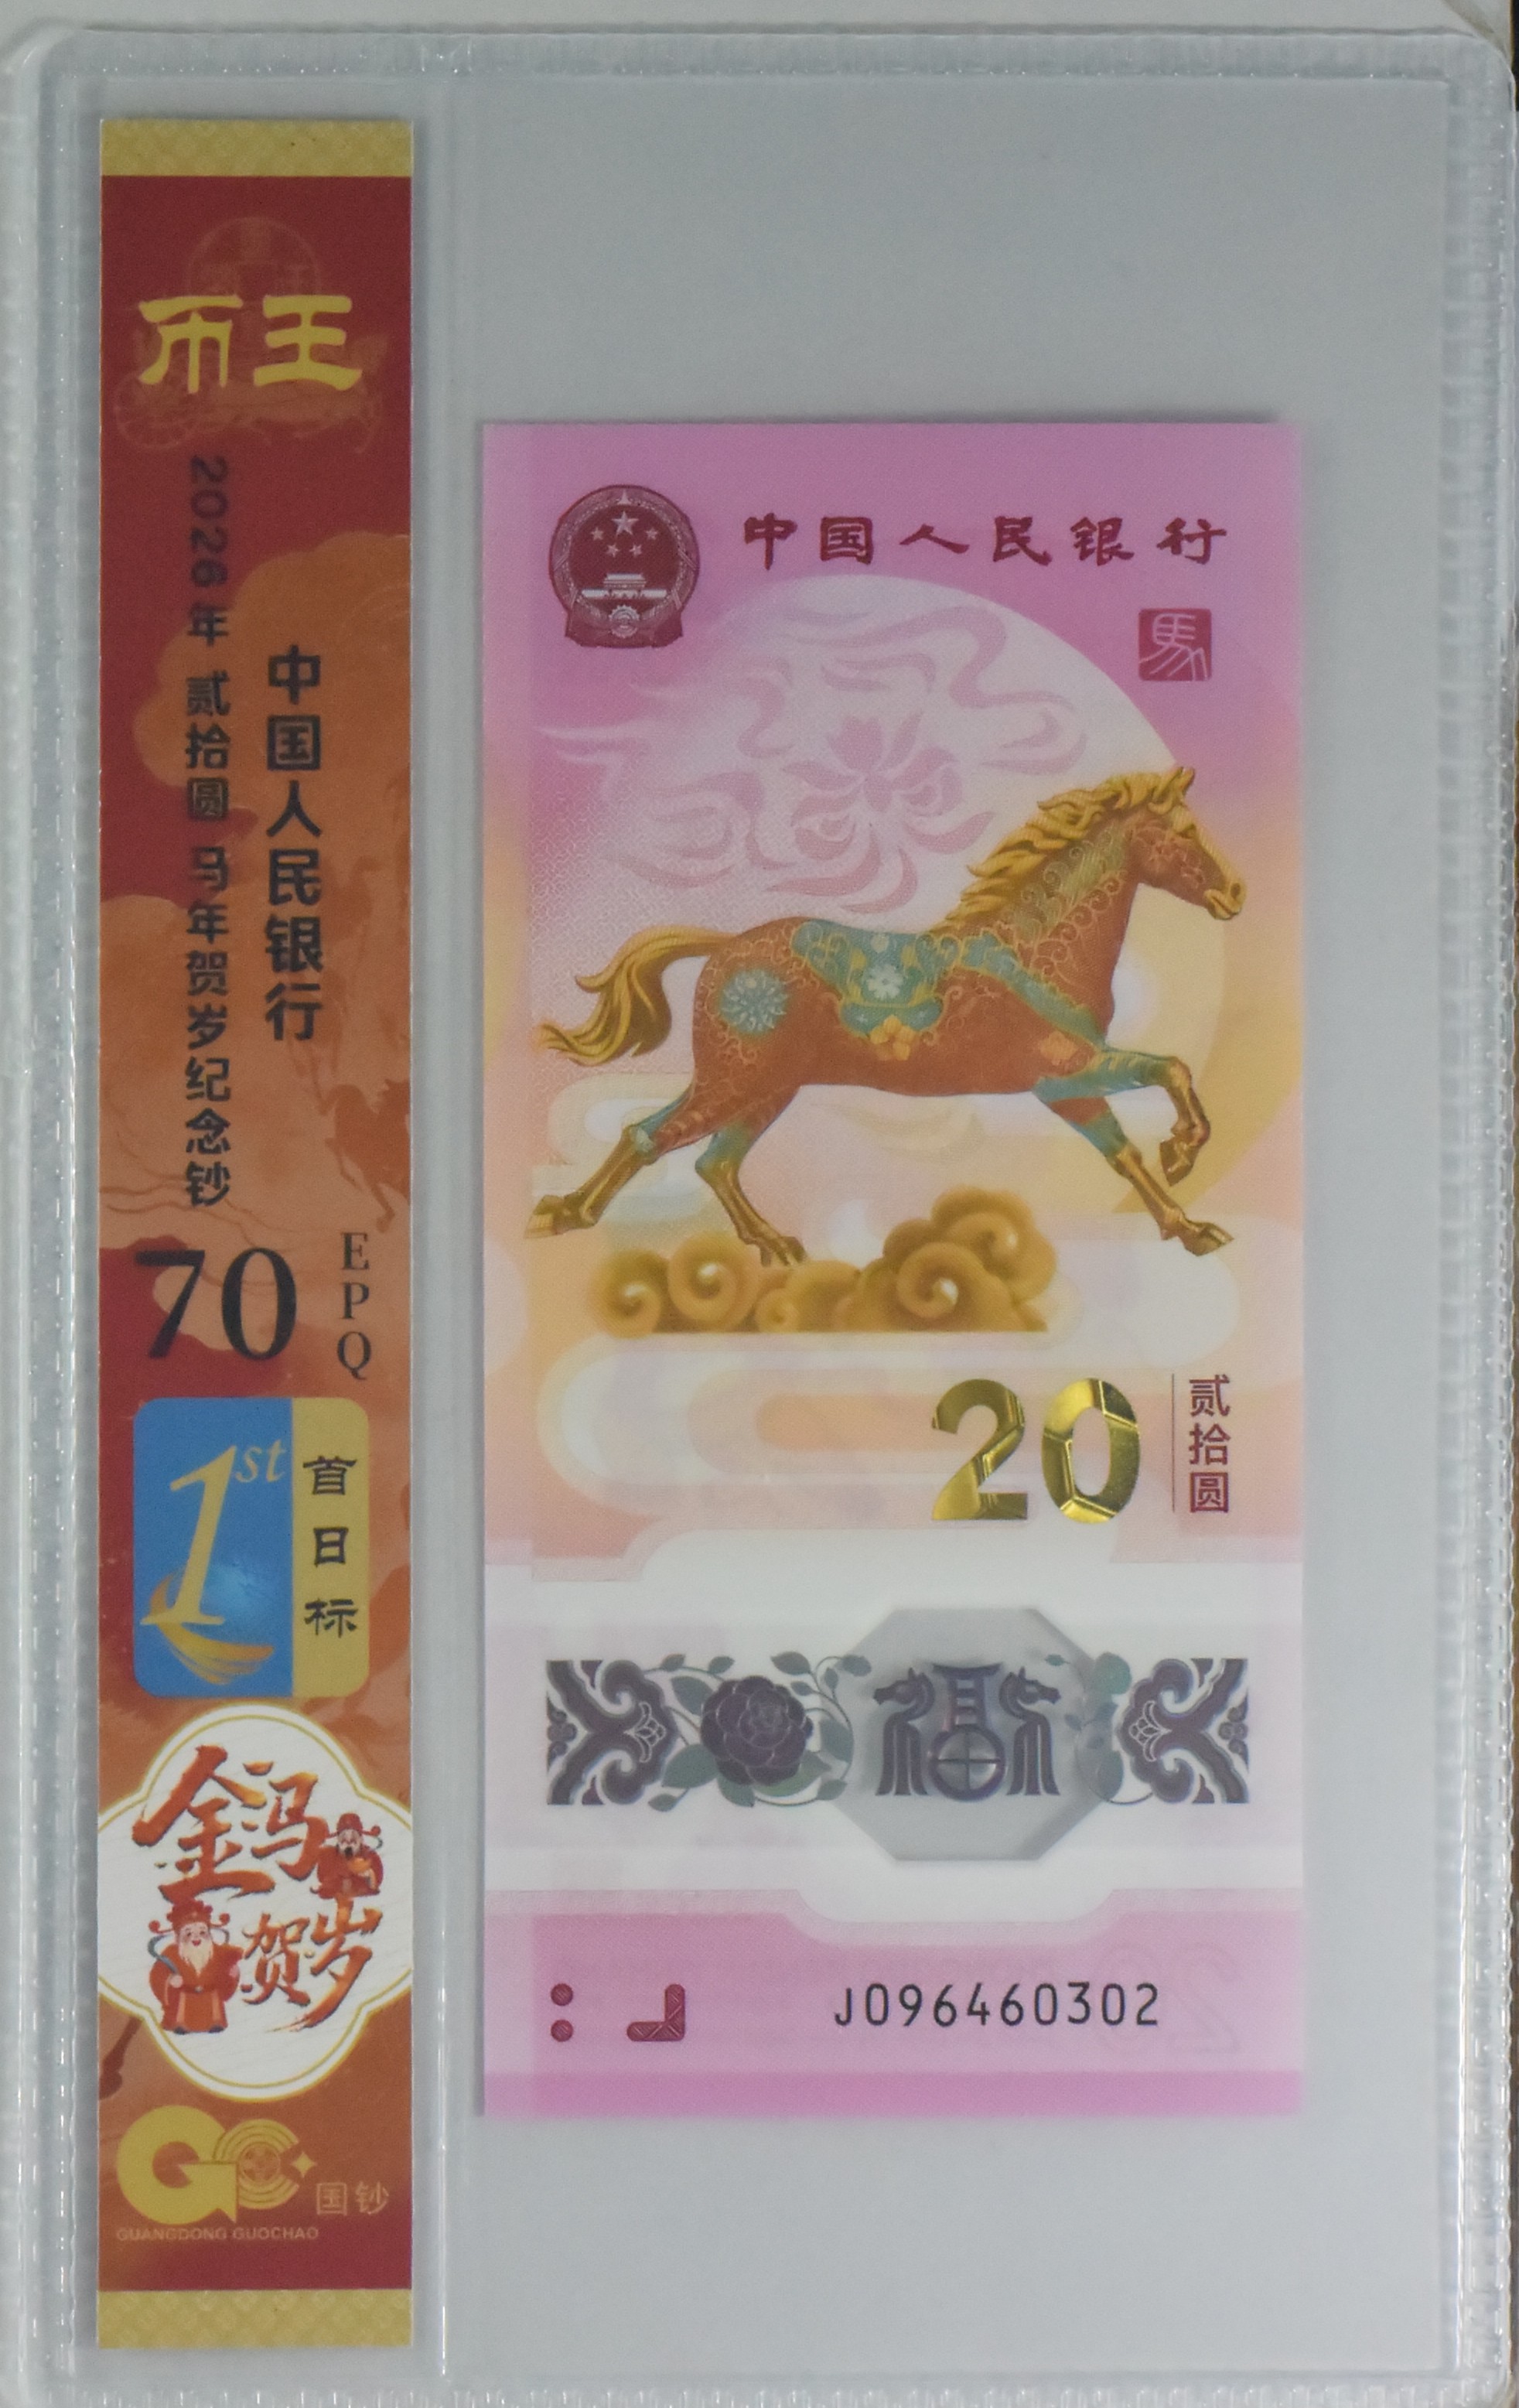 币王
中国人民银行
2026年 贰拾圆 马年贺岁纪念钞
70
EPQ
1st
首日标
金马
贺岁
GC
国钞
GUANGDONG GUOCHAO
中国人民银行
馬
20
贰拾圆
J096460302
20